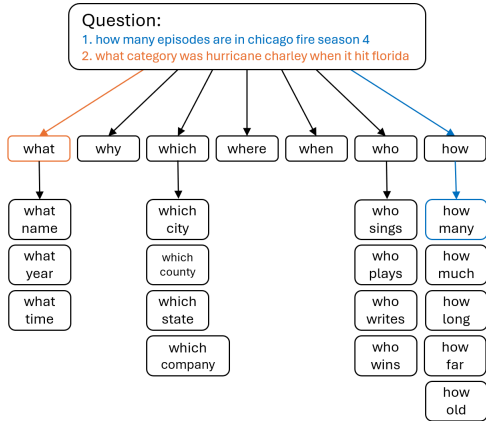 Question:
1. how many episodes are in chicago fire season 4
2. what category was hurricane charley when it hit florida
what
why
which
where
when
who
how
what
name
what
year
what
time
which
city
which
county
which
state
which
company
who
sings
who
plays
who
writes
who
wins
how
many
how
much
how
long
how
far
how
old